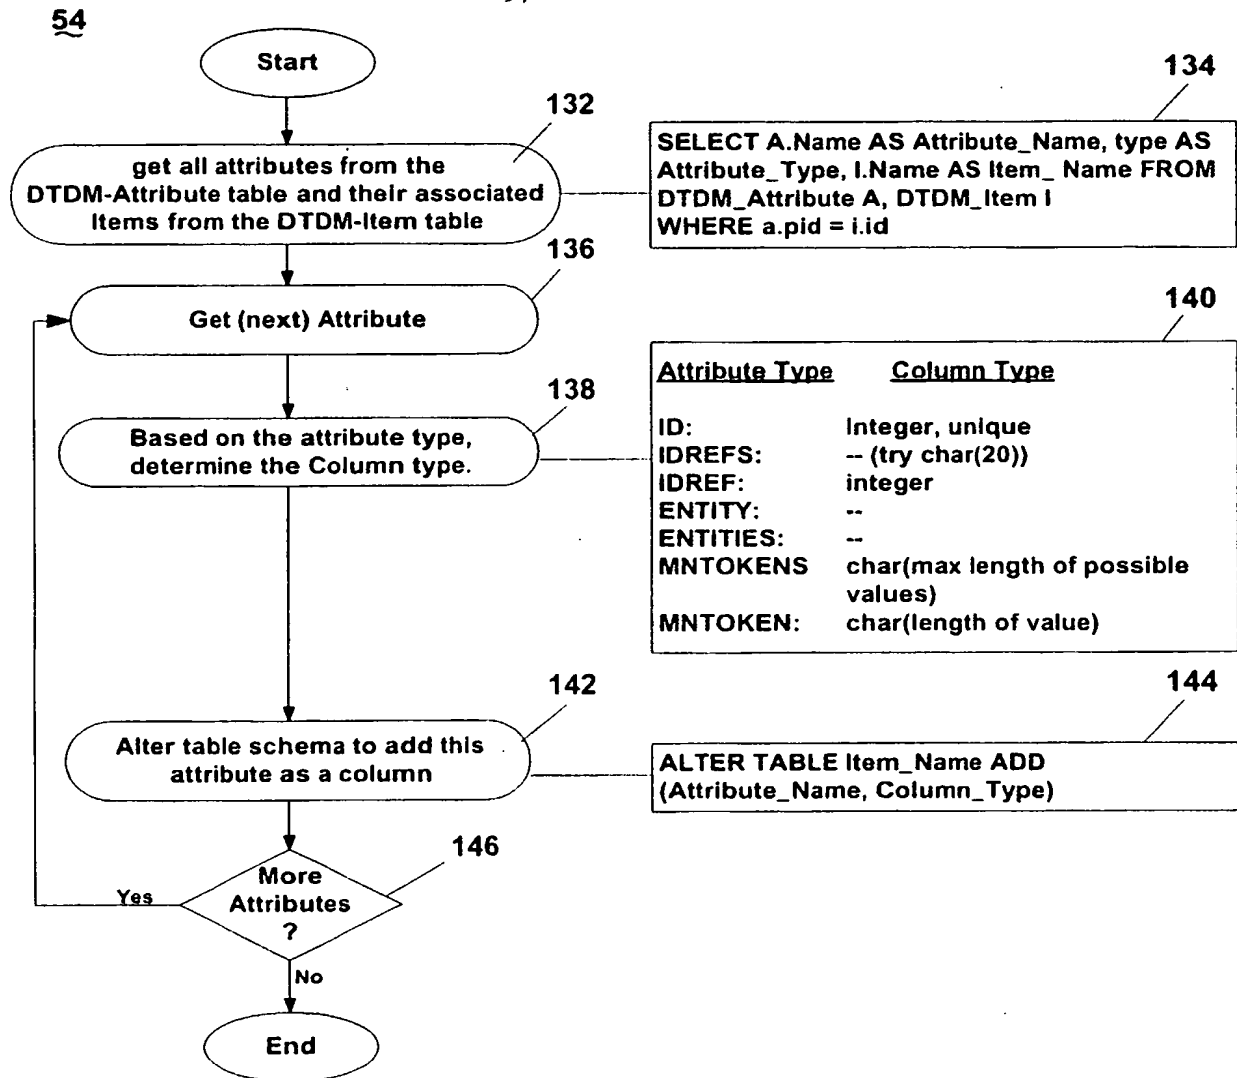 54
Start
132
get all attributes from the
DTDM-Attribute table and their associated
Items from the DTDM-Item table
134
SELECT A.Name AS Attribute_Name, type AS
Attribute_Type, I.Name AS Item_ Name FROM
DTDM_Attribute A, DTDM_Item I
WHERE a.pid = i.id
136
Get (next) Attribute
138
Based on the attribute type,
determine the Column type.
140
Attribute Type Column Type
ID: Integer, unique
IDREFS: -- (try char(20))
IDREF: integer
ENTITY: --
ENTITIES: --
MNTOKENS char(max length of possible
values)
MNTOKEN: char(length of value)
142
Alter table schema to add this
attribute as a column
144
ALTER TABLE Item_Name ADD
(Attribute_Name, Column_Type)
146
More
Attributes
?
Yes
No
End